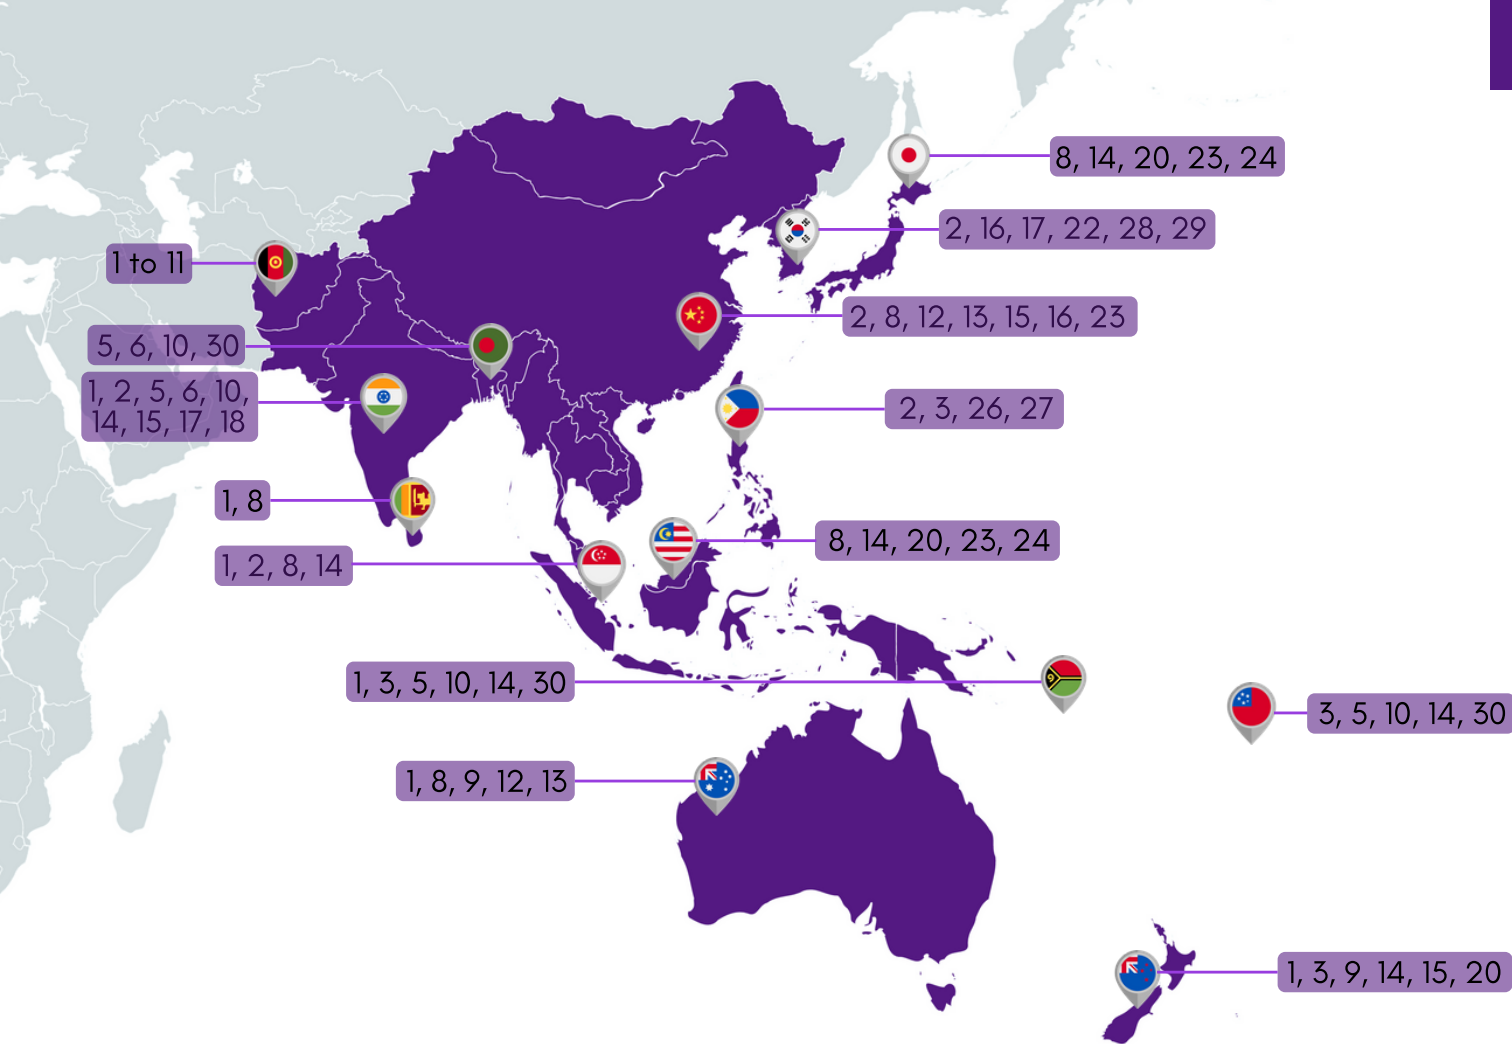 8, 14, 20, 23, 24
2, 16, 17, 22, 28, 29
1 to 11
2, 8, 12, 13, 15, 16, 23
5, 6, 10, 30
1, 2, 5, 6, 10,
14, 15, 17, 18
2, 3, 26, 27
1, 8
8, 14, 20, 23, 24
1, 2, 8, 14
1, 3, 5, 10, 14, 30
3, 5, 10, 14, 30
1, 8, 9, 12, 13
1, 3, 9, 14, 15, 20